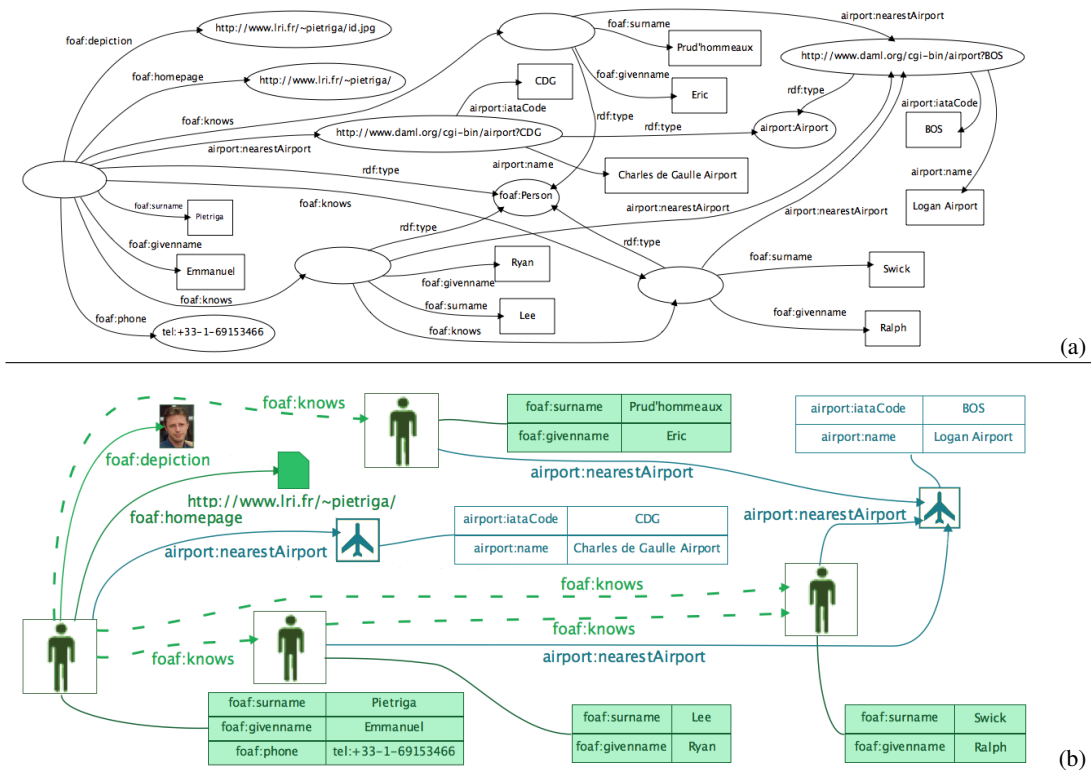 foaf:depiction
http://www.lri.fr/~pietriga/id.jpg
foaf:surname
airport:nearestAirport
Prud'hommeaux
http://www.daml.org/cgi-bin/airport?BOS
foaf:homepage
http://www.lri.fr/~pietriga/
CDG
foaf:givenname
Eric
rdf:type
airport:iataCode
foaf:knows
airport:iataCode
BOS
airport:nearestAirport
http://www.daml.org/cgi-bin/airport?CDG
rdf:type
rdf:type
airport:Airport
airport:name
rdf:type
Charles de Gaulle Airport
airport:name
foaf:Person
foaf:surname
Pietriga
foaf:knows
airport:nearestAirport
airport:nearestAirport
Logan Airport
rdf:type
rdf:type
foaf:givenname
Emmanuel
Ryan
foaf:surname
Swick
foaf:givenname
foaf:knows
foaf:surname
Lee
foaf:givenname
Ralph
foaf:phone
tel:+33-1-69153466
foaf:knows
(a)
foaf:knows
foaf:surname Prud'hommeaux
foaf:givenname Eric
airport:iataCode BOS
airport:name Logan Airport
foaf:depiction
airport:nearestAirport
http://www.lri.fr/~pietriga/
foaf:homepage
airport:nearestAirport
airport:iataCode CDG
airport:name Charles de Gaulle Airport
airport:nearestAirport
foaf:knows
foaf:knows
foaf:knows
airport:nearestAirport
foaf:surname Pietriga
foaf:givenname Emmanuel
foaf:phone tel:+33-1-69153466
foaf:surname Lee
foaf:givenname Ryan
foaf:surname Swick
foaf:givenname Ralph
(b)